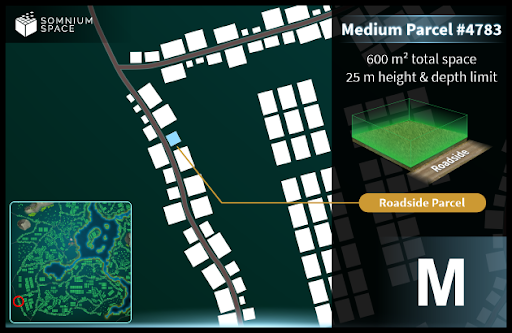 SOMNIUM
SPACE
Medium Parcel #4783
600 m² total space
25 m height & depth limit
Roadside
Roadside Parcel
M